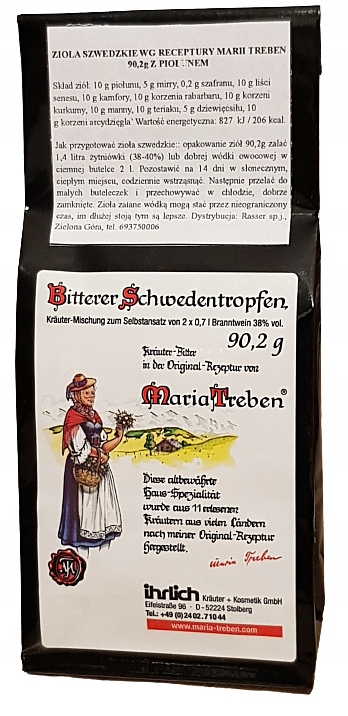 ZIOŁA SZWEDZKIE WG RECEPTURY MARII TREBEN
90,2g Z PIOŁUNEM
Skład ziół: 10 g piołunu, 5 g mirry, 0,2 g szafranu, 10 g liści
senesu, 10 g kamfory, 10 g korzenia rabarbaru, 10 g korzeni
kurkumy, 10 g manny, 10 g teriaku, 5 g dziewięćsiłu, 10
g korzeni arcydzięgla Wartość energetyczna: 827 kJ / 206 kcal.
Jak przygotować zioła szwedzkie:: opakowanie ziół 90,2g zalać
1,4 litra żytniówki (38-40%) lub dobrej wódki owocowej w
ciemnej butelce 2 l. Pozostawić na 14 dni w słonecznym,
ciepłym miejscu, codziennie wstrząsnąć. Następnie przelać do
małych buteleczek i przechowywać w chłodzie, dobrze
zamknięte. Zioła zalane wódką mogą stać przez nieograniczony
czas, im dłużej stoją tym są lepsze. Dystrybucja: Rasser sp.j.,
Zielona Góra, tel. 693750006
Bitterer Schwedentropfen,
Kräuter-Mischung zum Selbstansatz von 2 x 0,7 l Branntwein 38% vol.
90,2 g
Kräuter-Bitter
in der Original-Rezeptur von
Maria Treben®
Diese altbewährte
Haus-Spezialität
wurde aus 11 erlesenen
Kräutern aus vielen Ländern
nach meiner Original-Rezeptur
hergestellt.
Maria Treben
ihrlich Kräuter + Kosmetik GmbH
Eifelstraße 96 · D - 52224 Stolberg
Tel.: +49 (0) 24 02 . 7 10 44
www.maria-treben.com